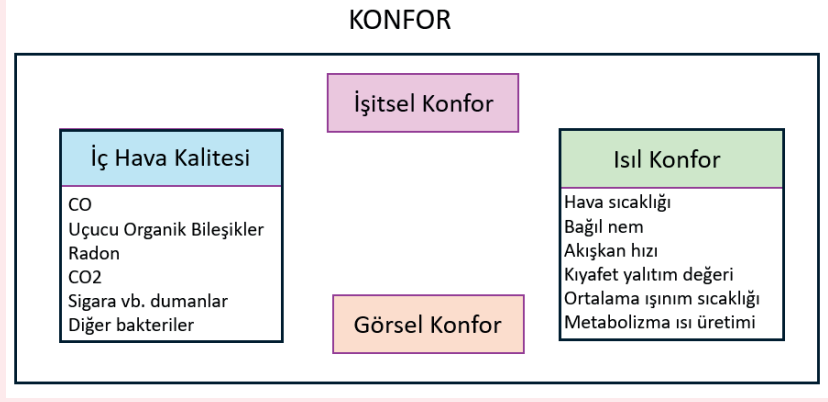 KONFOR
İşitsel Konfor
İç Hava Kalitesi
CO
Uçucu Organik Bileşikler
Radon
CO2
Sigara vb. dumanlar
Diğer bakteriler
Isıl Konfor
Hava sıcaklığı
Bağıl nem
Akışkan hızı
Kıyafet yalıtım değeri
Ortalama ışınım sıcaklığı
Metabolizma ısı üretimi
Görsel Konfor